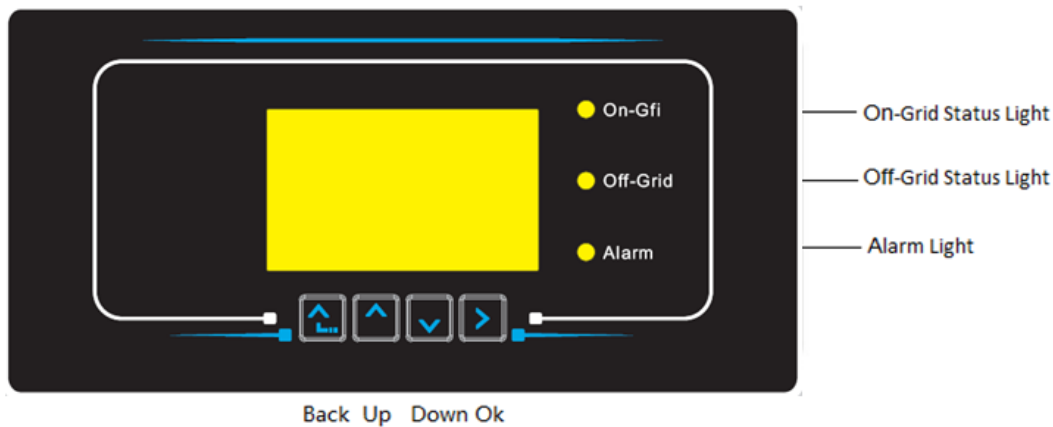 On-Gfi
On-Grid Status Light
Off-Grid
Off-Grid Status Light
Alarm
Alarm Light
Back Up Down Ok